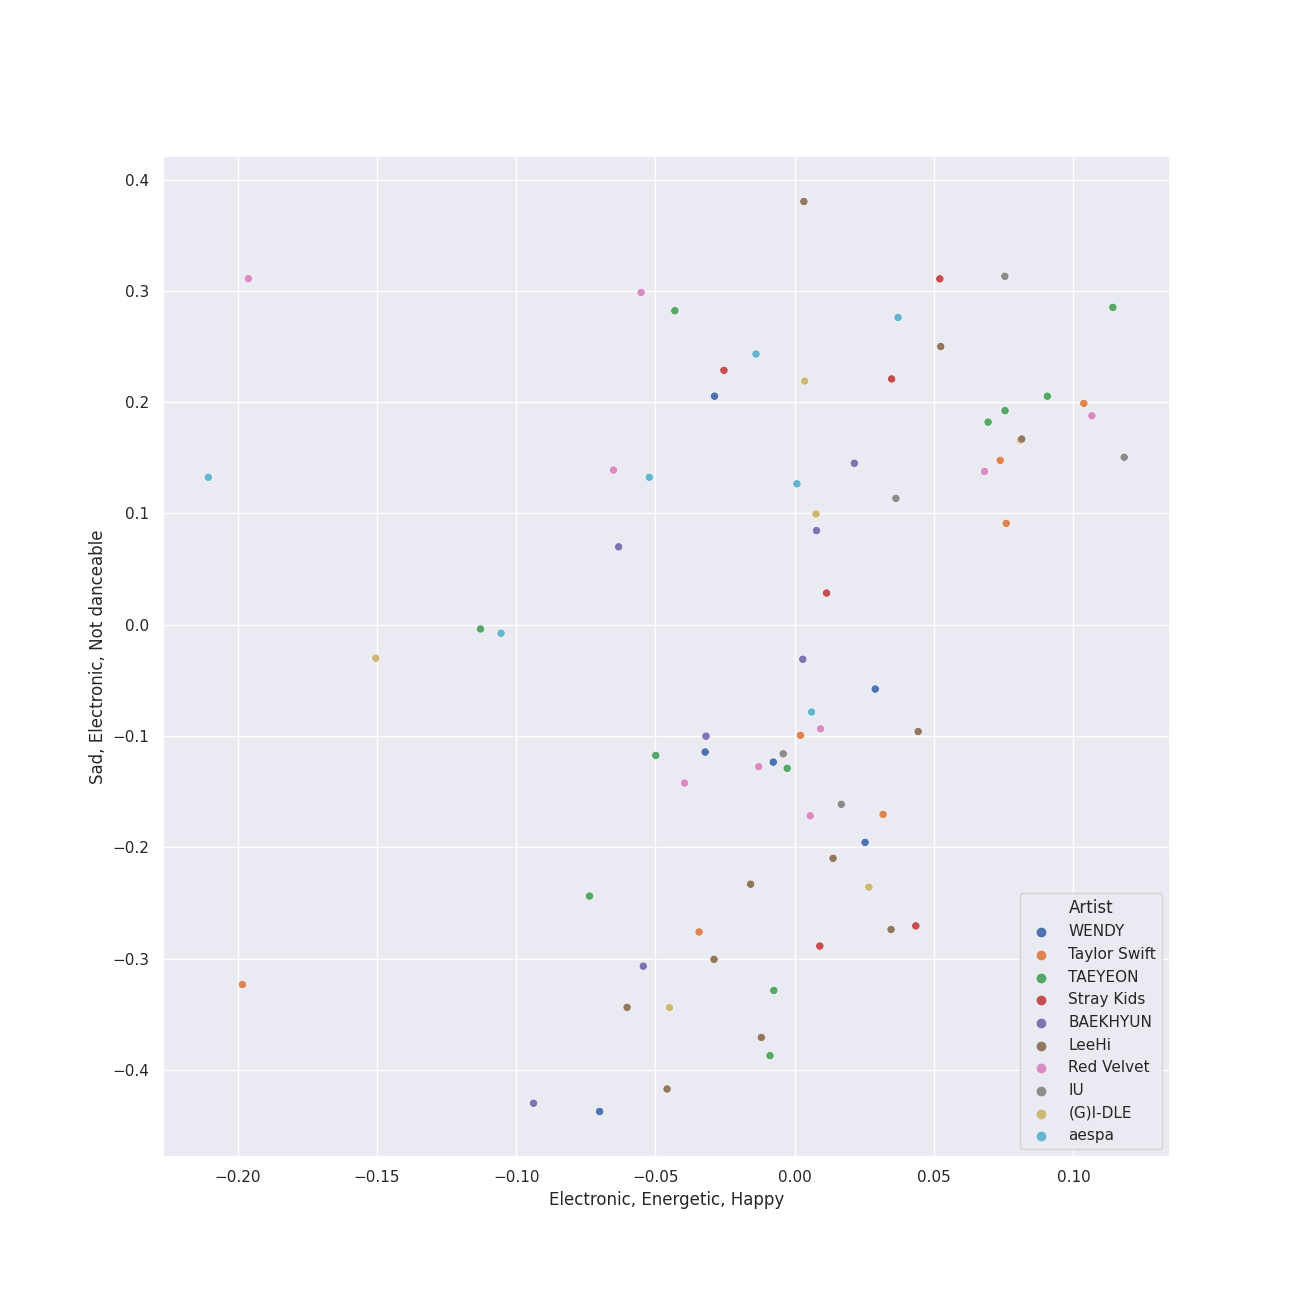 0.4
0.3
0.2
0.1
0.0
−0.1
−0.2
−0.3
−0.4
Sad, Electronic, Not danceable
Artist
WENDY
Taylor Swift
TAEYEON
Stray Kids
BAEKHYUN
LeeHi
Red Velvet
IU
(G)I-DLE
aespa
−0.20 −0.15 −0.10 −0.05 0.00 0.05 0.10
Electronic, Energetic, Happy